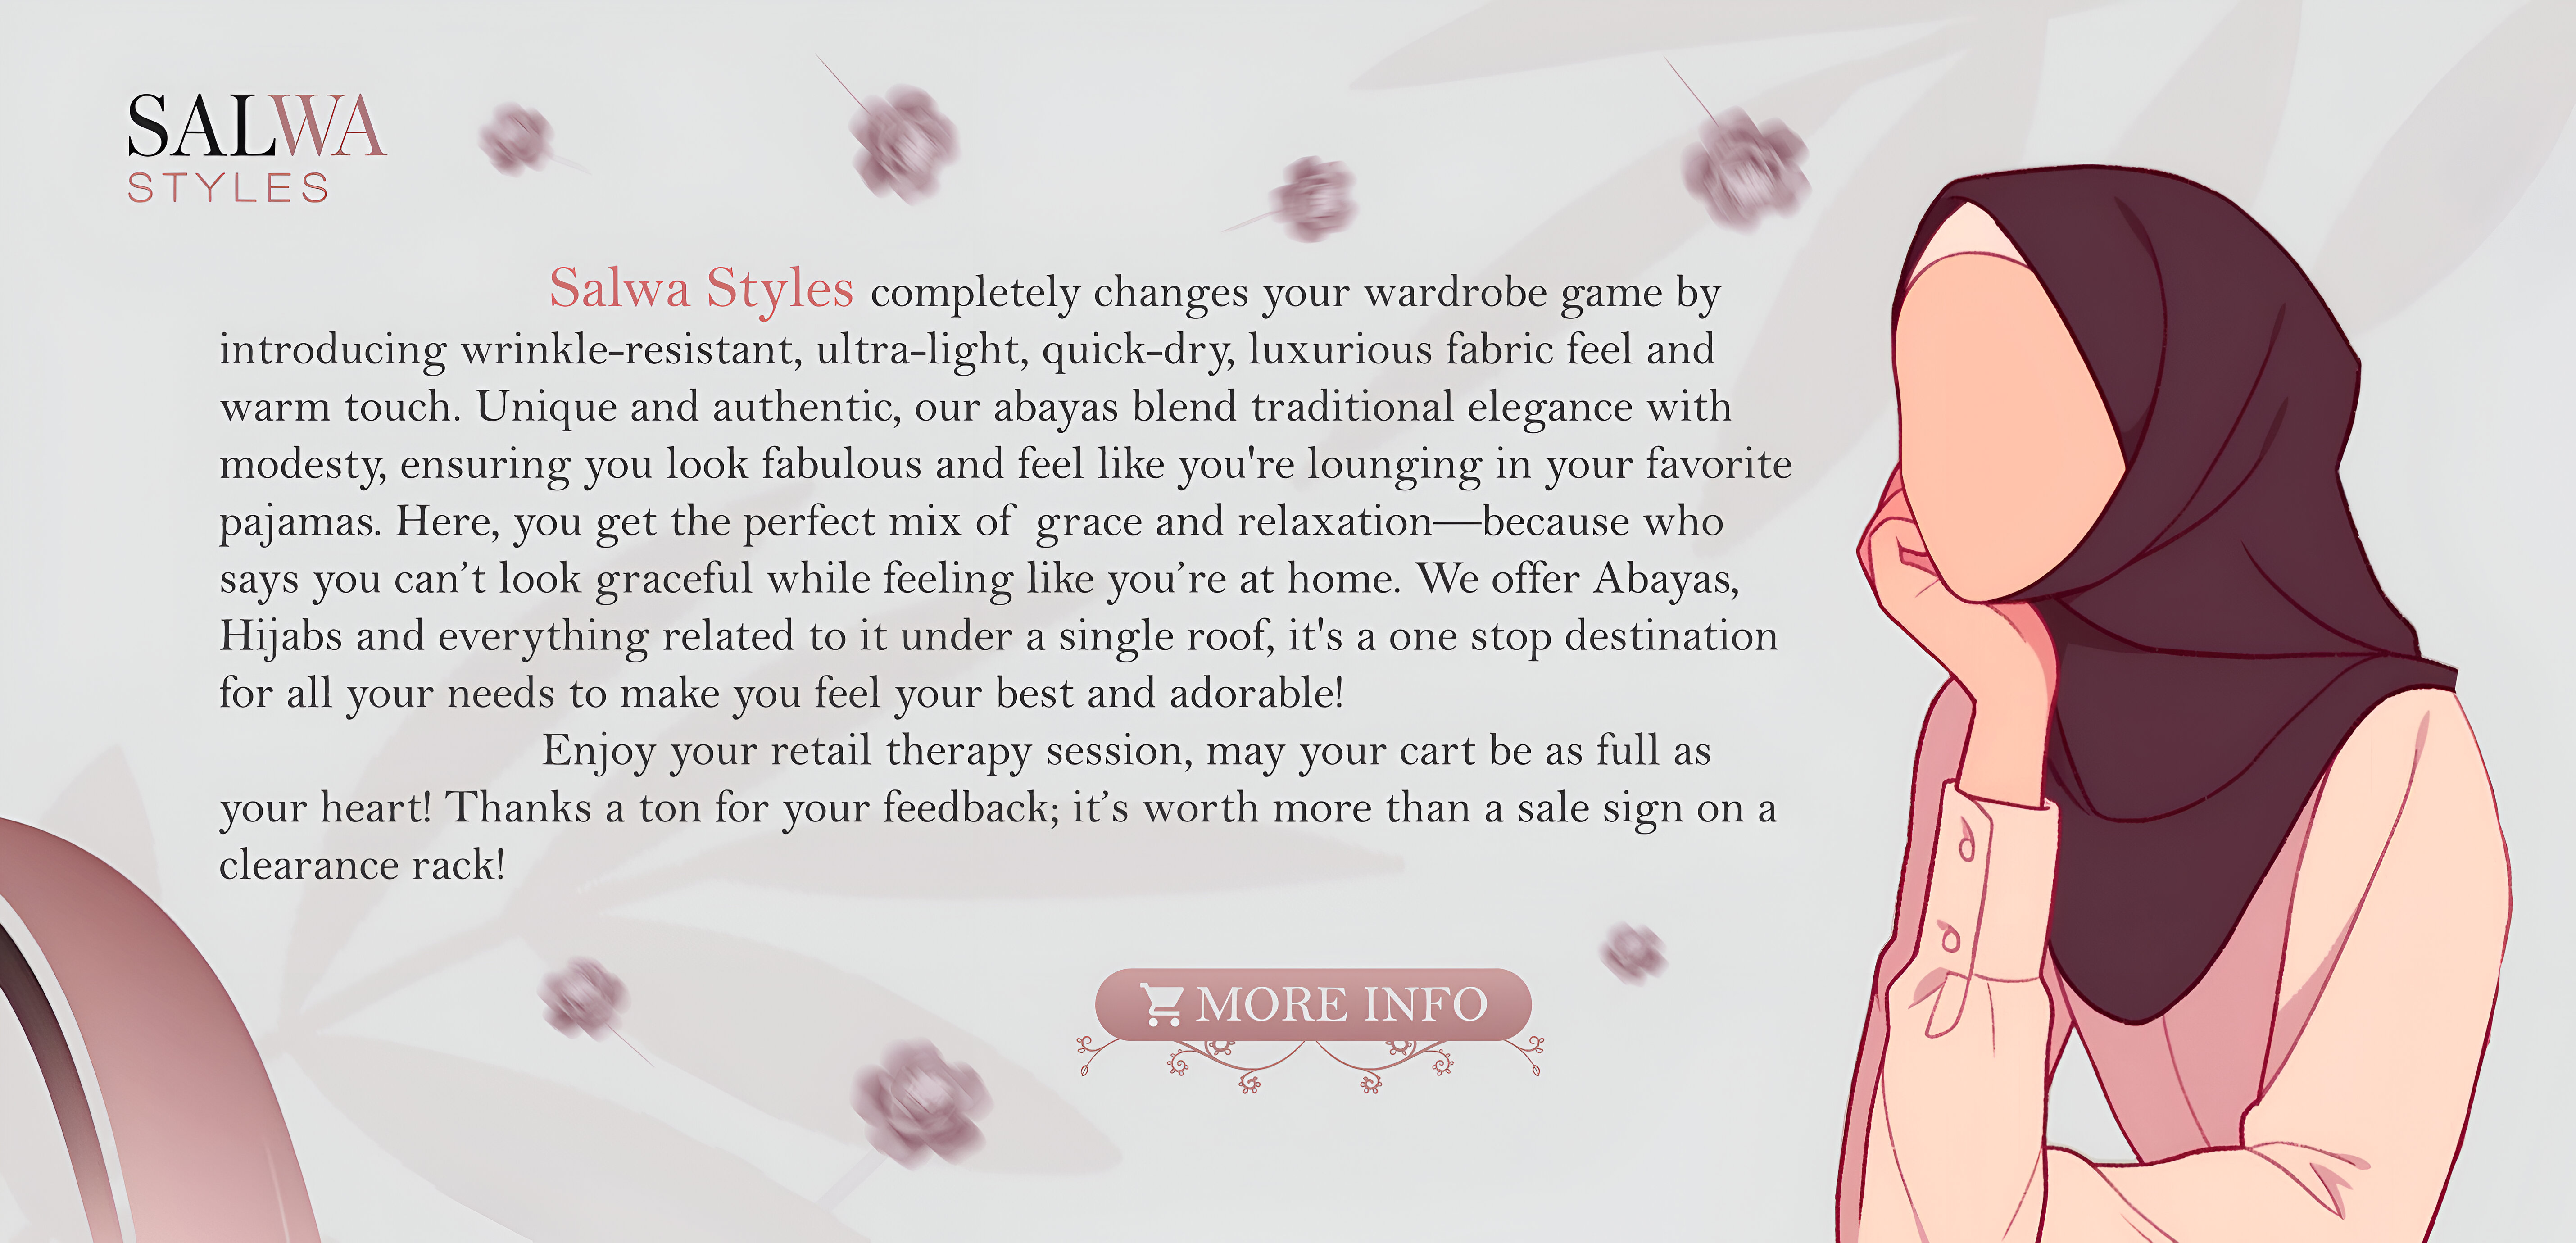 SALWA
STYLES
Salwa Styles completely changes your wardrobe game by
introducing wrinkle-resistant, ultra-light, quick-dry, luxurious fabric feel and
warm touch. Unique and authentic, our abayas blend traditional elegance with
modesty, ensuring you look fabulous and feel like you're lounging in your favorite
pajamas. Here, you get the perfect mix of grace and relaxation—because who
says you can’t look graceful while feeling like you’re at home. We offer Abayas,
Hijabs and everything related to it under a single roof, it's a one stop destination
for all your needs to make you feel your best and adorable!
Enjoy your retail therapy session, may your cart be as full as
your heart! Thanks a ton for your feedback; it’s worth more than a sale sign on a
clearance rack!
MORE INFO